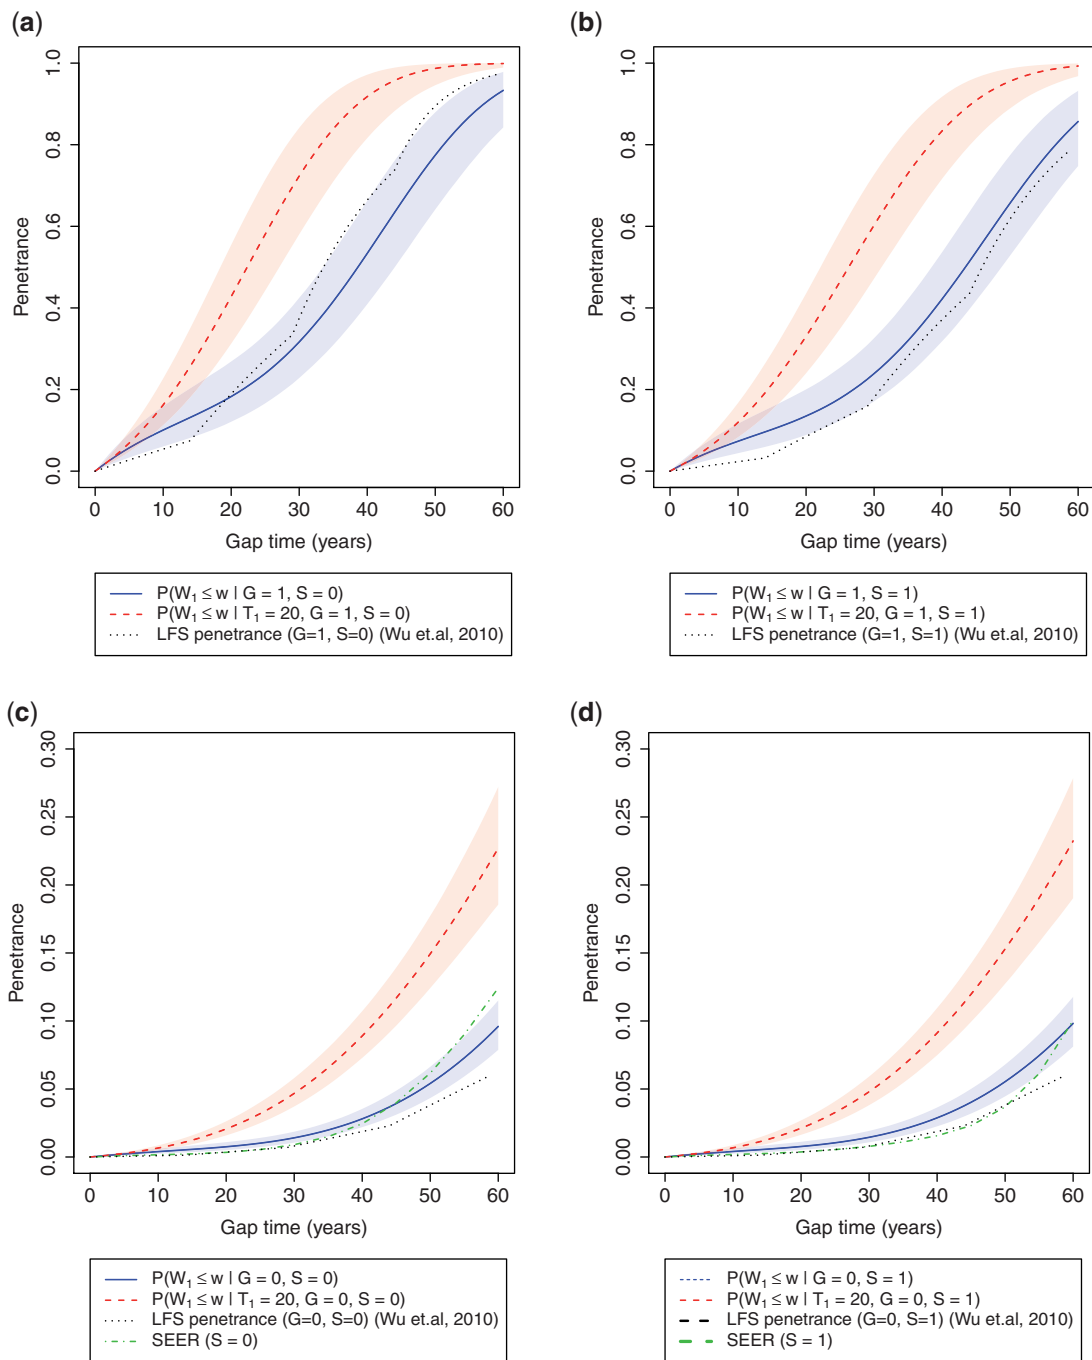 (a)
1.0
0.8
0.6
0.4
0.2
0.0
Penetrance
0 10 20 30 40 50 60
Gap time (years)
P(W₁ ≤ w | G = 1, S = 0)
P(W₁ ≤ w | T₁ = 20, G = 1, S = 0)
LFS penetrance (G=1, S=0) (Wu et.al, 2010)
(b)
1.0
0.8
0.6
0.4
0.2
0.0
Penetrance
0 10 20 30 40 50 60
Gap time (years)
P(W₁ ≤ w | G = 1, S = 1)
P(W₁ ≤ w | T₁ = 20, G = 1, S = 1)
LFS penetrance (G=1, S=1) (Wu et.al, 2010)
(c)
0.30
0.25
0.20
0.15
0.10
0.05
0.00
Penetrance
0 10 20 30 40 50 60
Gap time (years)
P(W₁ ≤ w | G = 0, S = 0)
P(W₁ ≤ w | T₁ = 20, G = 0, S = 0)
LFS penetrance (G=0, S=0) (Wu et.al, 2010)
SEER (S = 0)
(d)
0.30
0.25
0.20
0.15
0.10
0.05
0.00
Penetrance
0 10 20 30 40 50 60
Gap time (years)
P(W₁ ≤ w | G = 0, S = 1)
P(W₁ ≤ w | T₁ = 20, G = 0, S = 1)
LFS penetrance (G=0, S=1) (Wu et.al, 2010)
SEER (S = 1)